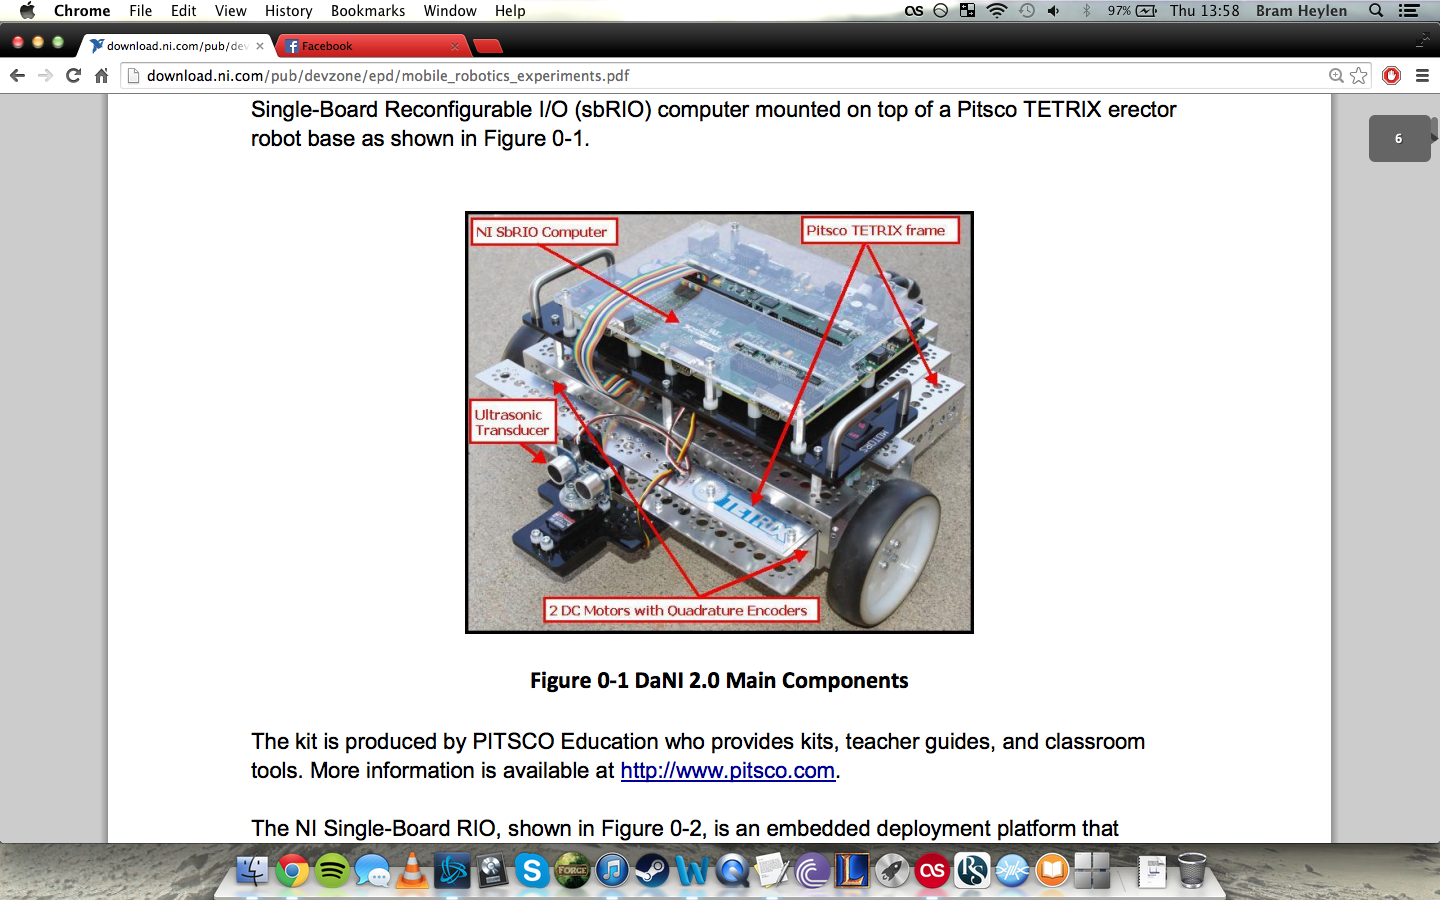 Chrome File Edit View History Bookmarks Window Help 97% Thu 13:58 Bram Heylen
download.ni.com/pub/dev Facebook
download.ni.com/pub/devzone/epd/mobile_robotics_experiments.pdf
6
Single-Board Reconfigurable I/O (sbRIO) computer mounted on top of a Pitsco TETRIX erector
robot base as shown in Figure 0-1.
NI SbRIO Computer
Pitsco TETRIX frame
Ultrasonic
Transducer
TETRIX
2 DC Motors with Quadrature Encoders
Figure 0-1 DaNI 2.0 Main Components
The kit is produced by PITSCO Education who provides kits, teacher guides, and classroom
tools. More information is available at http://www.pitsco.com.
The NI Single-Board RIO, shown in Figure 0-2, is an embedded deployment platform that
FORGE